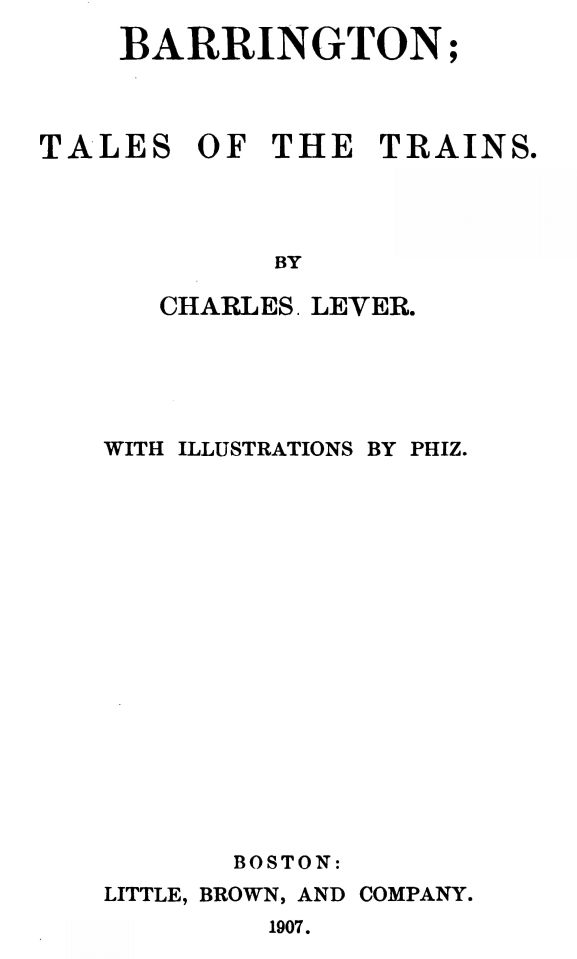 BARRINGTON;
TALES OF THE TRAINS.
BY
CHARLES LEVER.
WITH ILLUSTRATIONS BY PHIZ.
BOSTON:
LITTLE, BROWN, AND COMPANY.
1907.